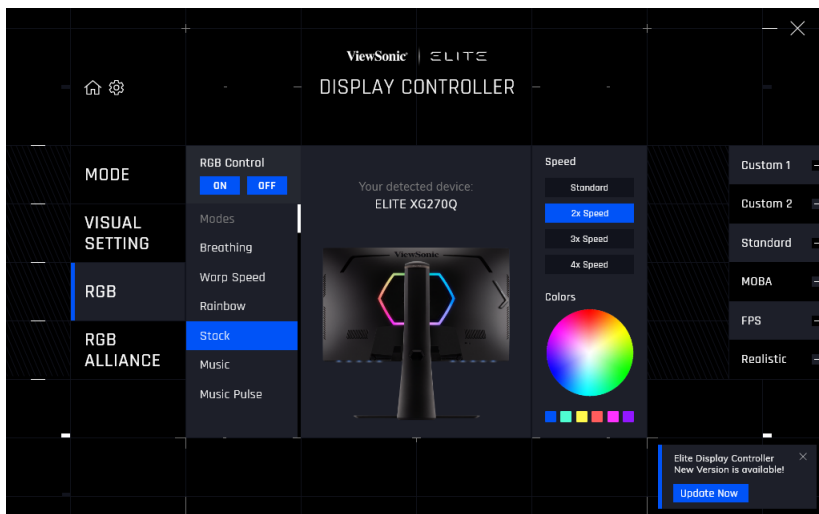 ViewSonic | ELITE
DISPLAY CONTROLLER
MODE
VISUAL
SETTING
RGB
RGB
ALLIANCE
RGB Control
ON OFF
Modes
Breathing
Warp Speed
Rainbow
Stack
Music
Music Pulse
Your detected device:
ELITE XG270Q
ViewSonic
Speed
Standard
2x Speed
3x Speed
4x Speed
Colors
Custom 1
Custom 2
Standard
MOBA
FPS
Realistic
Elite Display Controller
New Version is available!
Update Now